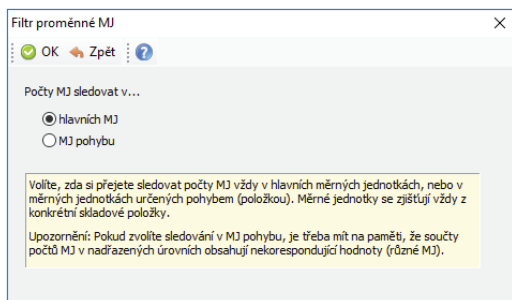 Filtr proměnné MJ
OK Zpět
Počty MJ sledovat v...
hlavních MJ
MJ pohybu
Volíte, zda si přejete sledovat počty MJ vždy v hlavních měrných jednotkách, nebo v
měrných jednotkách určených pohybem (položkou). Měrné jednotky se zjišťují vždy z
konkrétní skladové položky.
Upozornění: Pokud zvolíte sledování v MJ pohybu, je třeba mít na paměti, že součty
počtů MJ v nadřazených úrovních obsahují nekorespondující hodnoty (různé MJ).